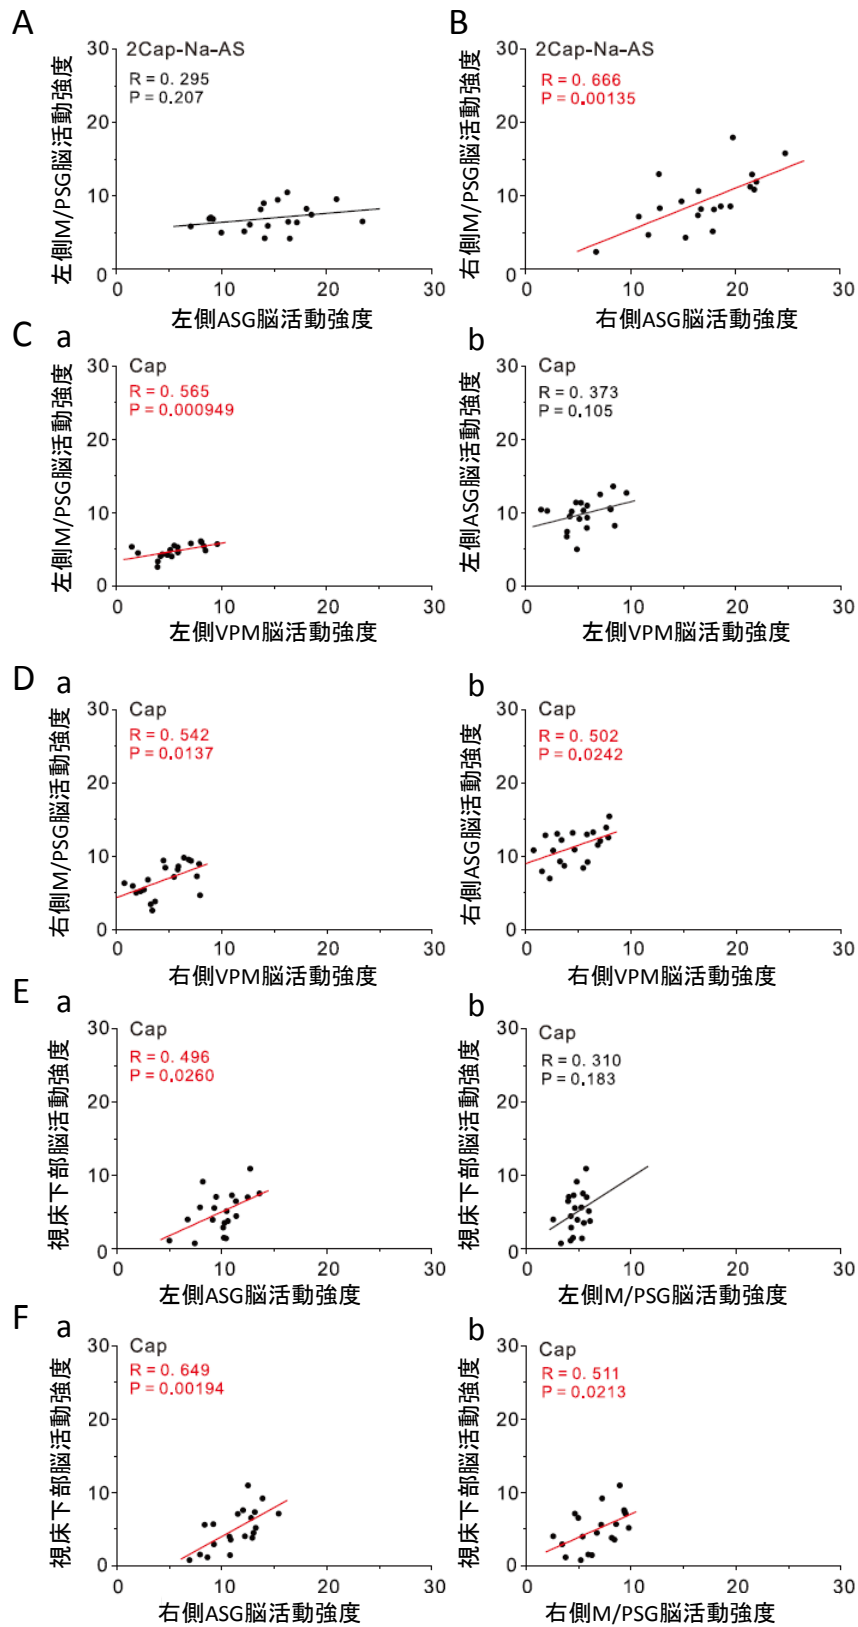 A
2Cap-Na-AS
R = 0. 295
P = 0.207
左側M/PSG脳活動強度
30
20
10
0
0 10 20 30
左側ASG脳活動強度
B
2Cap-Na-AS
R = 0. 666
P = 0.00135
右側M/PSG脳活動強度
30
20
10
0
0 10 20 30
右側ASG脳活動強度
C a
Cap
R = 0. 565
P = 0.000949
左側M/PSG脳活動強度
30
20
10
0
0 10 20 30
左側VPM脳活動強度
b
Cap
R = 0. 373
P = 0.105
左側ASG脳活動強度
30
20
10
0
0 10 20 30
左側VPM脳活動強度
D a
Cap
R = 0. 542
P = 0.0137
右側M/PSG脳活動強度
30
20
10
0
0 10 20 30
右側VPM脳活動強度
b
Cap
R = 0. 502
P = 0.0242
右側ASG脳活動強度
30
20
10
0
0 10 20 30
右側VPM脳活動強度
E a
Cap
R = 0. 496
P = 0.0260
視床下部脳活動強度
30
20
10
0
0 10 20 30
左側ASG脳活動強度
b
Cap
R = 0. 310
P = 0.183
視床下部脳活動強度
30
20
10
0
0 10 20 30
左側M/PSG脳活動強度
F a
Cap
R = 0. 649
P = 0.00194
視床下部脳活動強度
30
20
10
0
0 10 20 30
右側ASG脳活動強度
b
Cap
R = 0. 511
P = 0.0213
視床下部脳活動強度
30
20
10
0
0 10 20 30
右側M/PSG脳活動強度